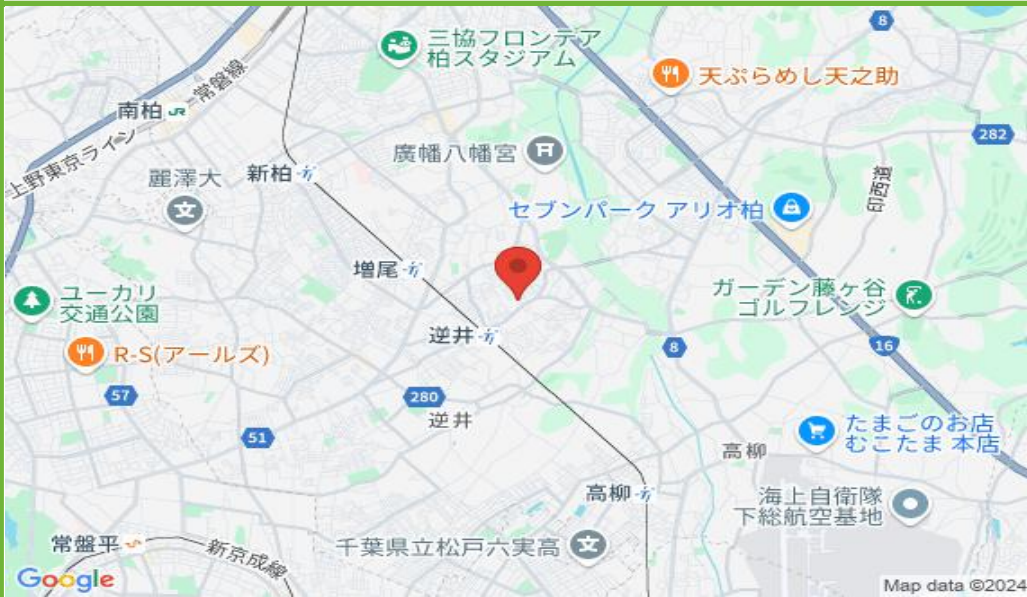 三協フロンテア
柏スタジアム
8
天ぷらめし天之助
常磐線
南柏 JR
282
上野東京ライン
廣幡八幡宮
麗澤大
新柏
印西道
セブンパーク アリオ柏
増尾
ユーカリ
交通公園
ガーデン藤ヶ谷
ゴルフレンジ
逆井
R-S(アールズ)
8
16
57
280
逆井
51
たまごのお店
むこたま 本店
高柳
高柳
海上自衛隊
下総航空基地
常盤平
新京成線
千葉県立松戸六実高
Google
Map data ©2024